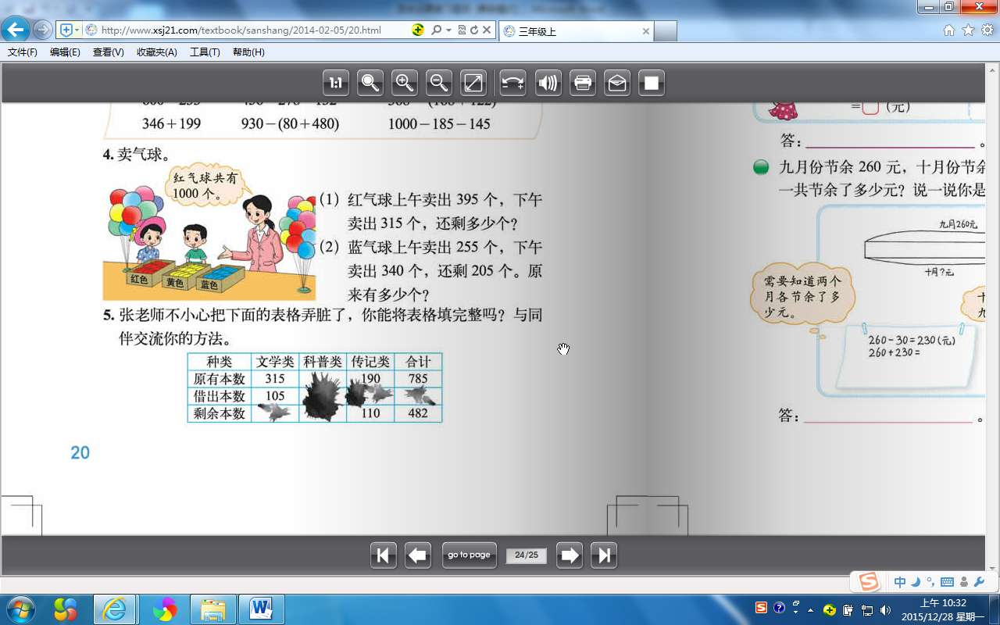 http://www.xsj21.com/textbook/sanshang/2014-02-05/20.html
三年级上
文件(F) 编辑(E) 查看(V) 收藏夹(A) 工具(T) 帮助(H)
1:1
346+199 930-(80+480) 1000-185-145
4. 卖气球。
红气球共有
1000 个。
红色 黄色 蓝色
(1) 红气球上午卖出 395 个，下午
卖出 315 个，还剩多少个?
(2) 蓝气球上午卖出 255 个，下午
卖出 340 个，还剩 205 个。原
来有多少个?
5. 张老师不小心把下面的表格弄脏了，你能将表格填完整吗? 与同
伴交流你的方法。
种类 文学类 科普类 传记类 合计
原有本数 315 190 785
借出本数 105
剩余本数 110 482
20
=□(元)
答: 。
九月份节余 260 元，十月份节余
一共节余了多少元? 说一说你是
九月260元
十月?元
需要知道两个
月各节余了多
少元。
十
九
260-30=230(元)
260+230=
答: 。
go to page
24/25
中
上午 10:32
2015/12/28 星期一